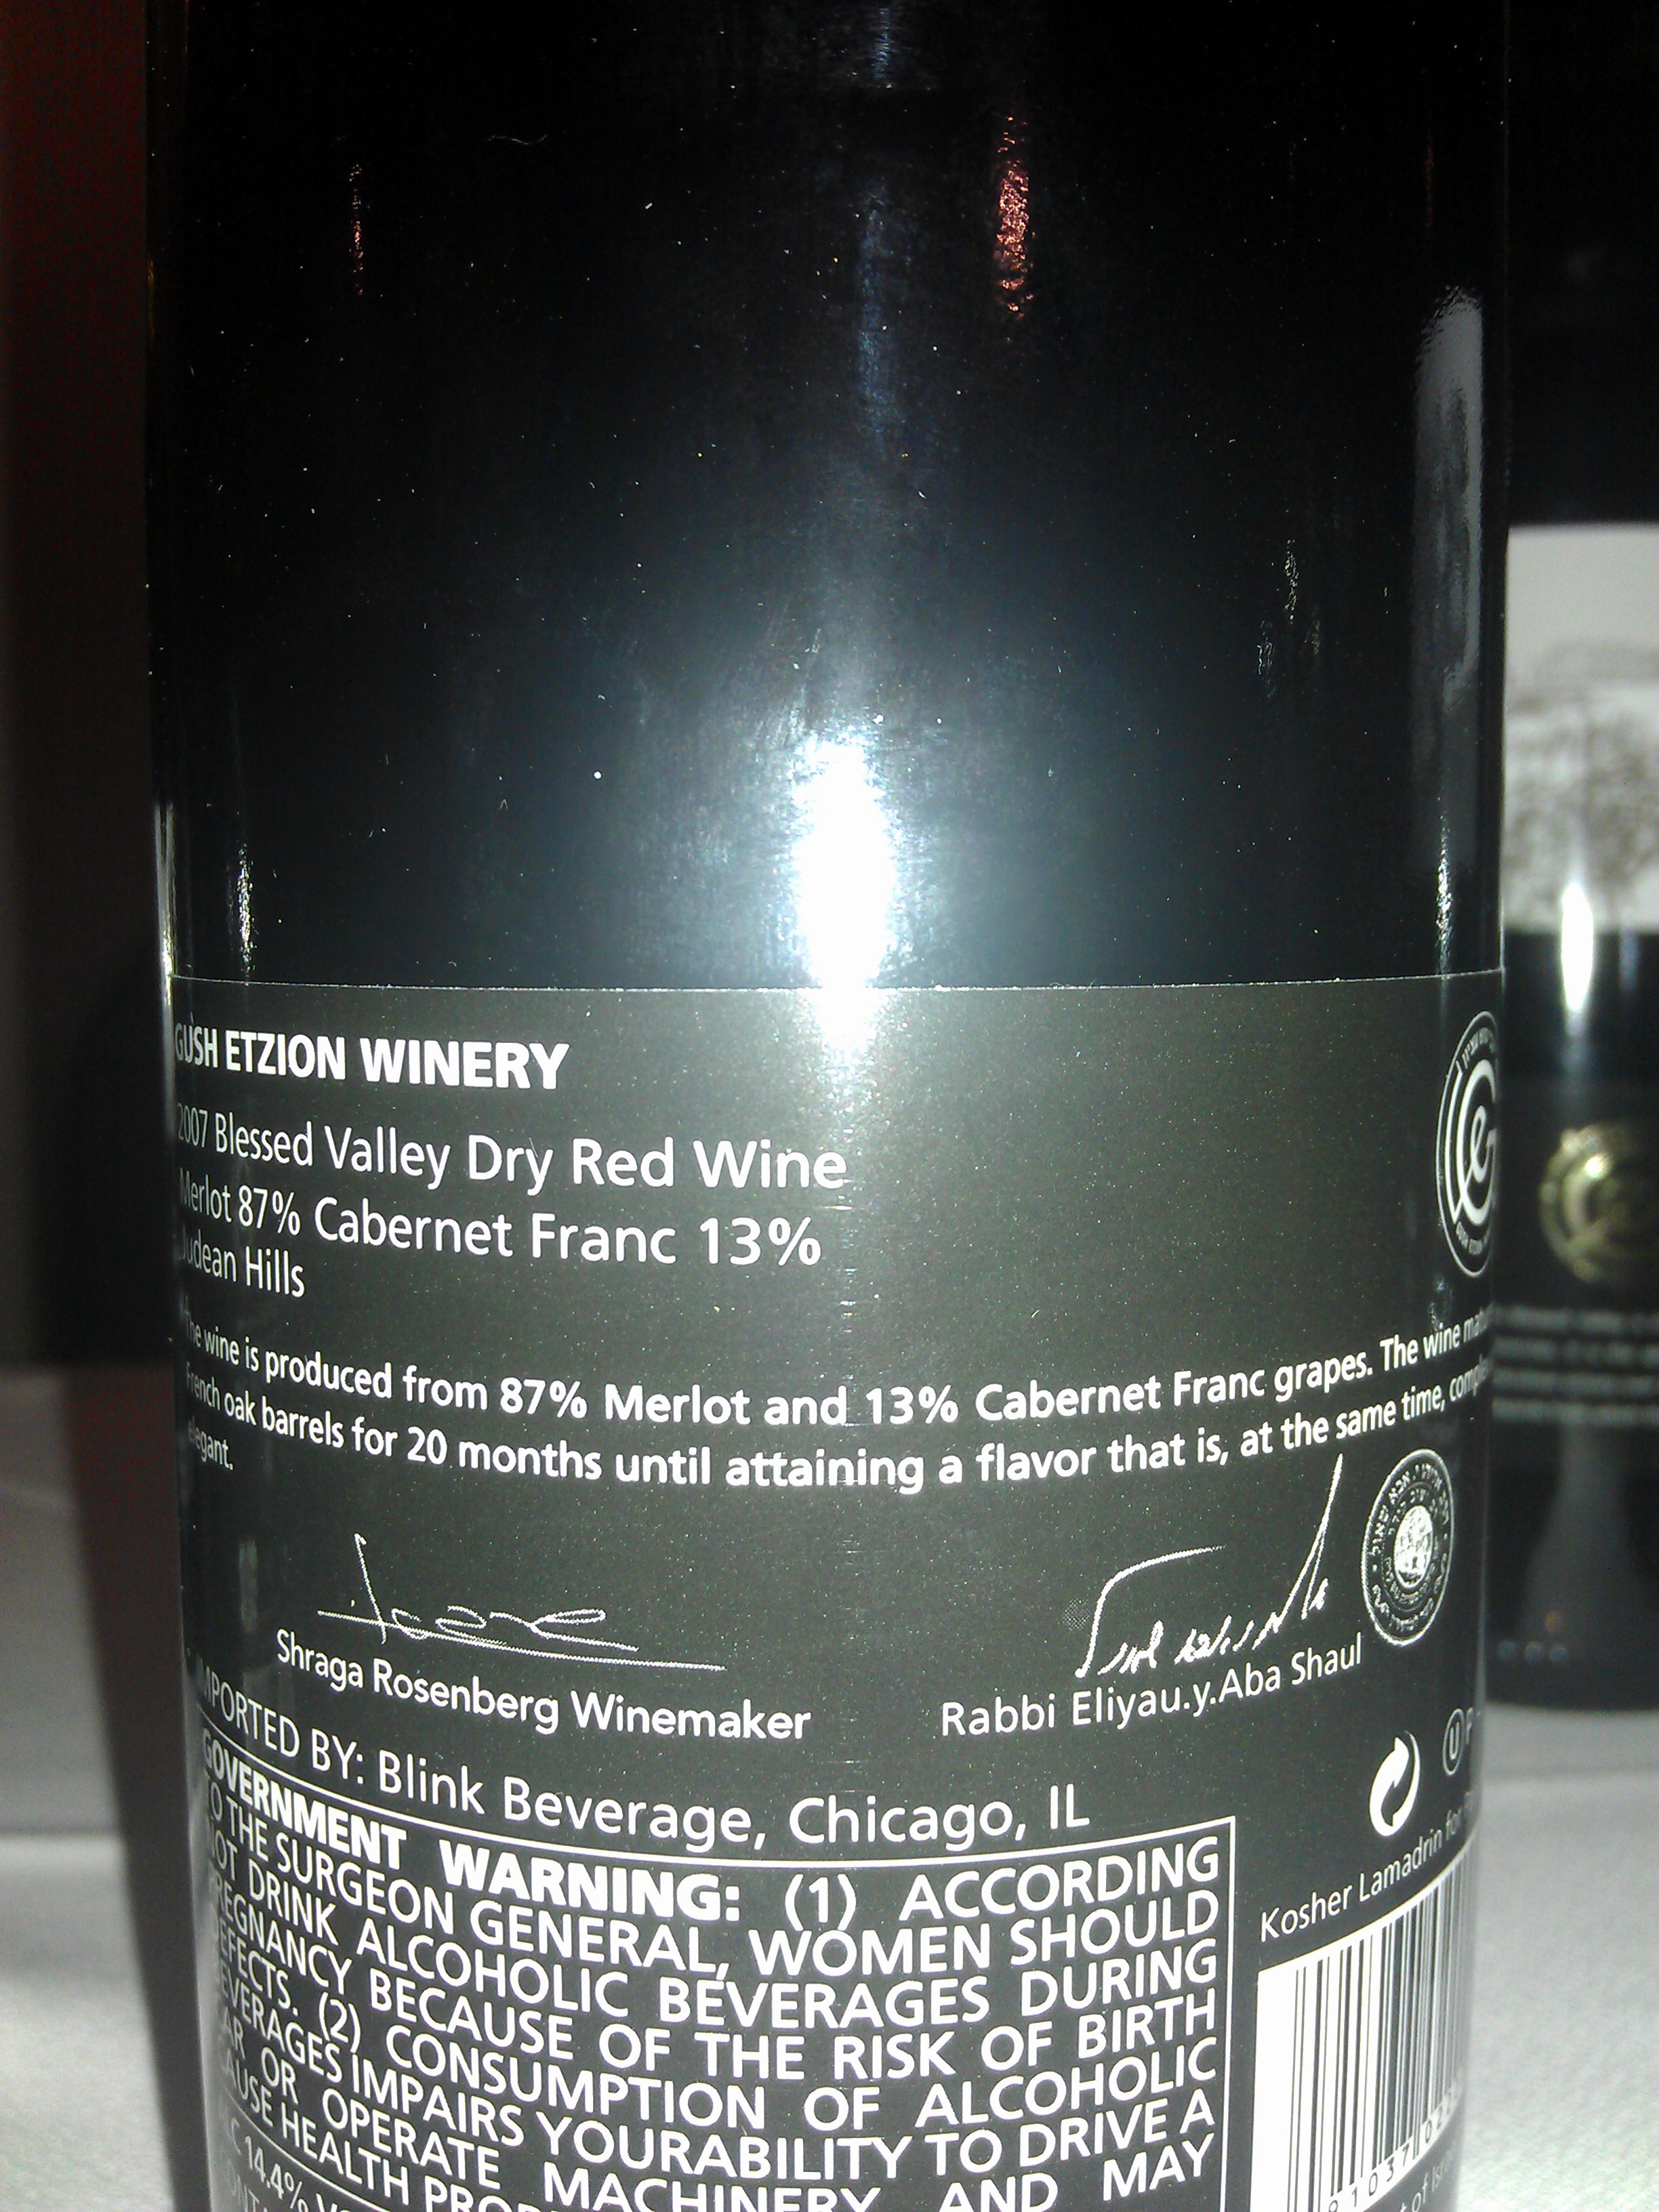 GUSH ETZION WINERY
2007 Blessed Valley Dry Red Wine
Merlot 87% Cabernet Franc 13%
Judean Hills
The wine is produced from 87% Merlot and 13% Cabernet Franc grapes. The wine
French oak barrels for 20 months until attaining a flavor that is, at the same time,
elegant.
Shraga Rosenberg Winemaker
Rabbi Eliyau.y.Aba Shaul
IMPORTED BY: Blink Beverage, Chicago, IL
GOVERNMENT WARNING: (1) ACCORDING
TO THE SURGEON GENERAL, WOMEN SHOULD
NOT DRINK ALCOHOLIC BEVERAGES DURING
PREGNANCY BECAUSE OF THE RISK OF BIRTH
DEFECTS. (2) CONSUMPTION OF ALCOHOLIC
BEVERAGES IMPAIRS YOURABILITY TO DRIVE A
CAR OR OPERATE MACHINERY AND MAY
CAUSE HEALTH
14.4%
U
Kosher Lamadrin for